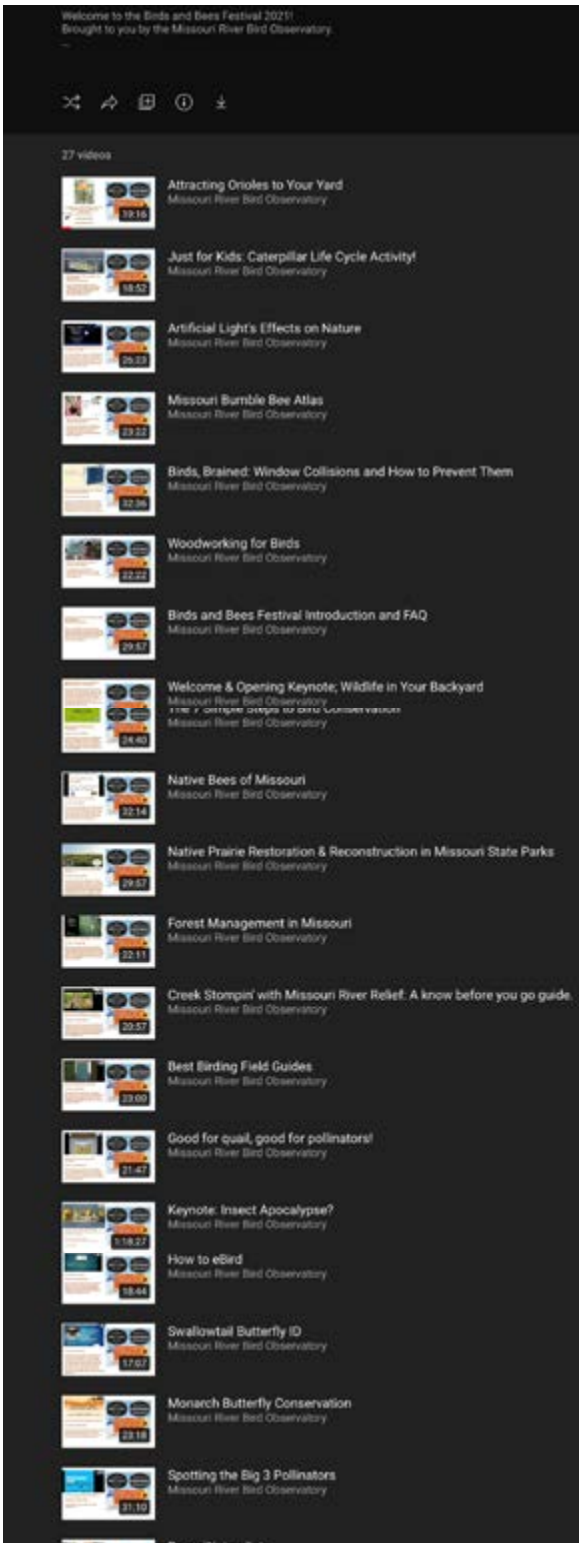 Welcome to the Birds and Bees Festival 2021!
Brought to you by the Missouri River Bird Observatory.
...
27 videos
39:16
Attracting Orioles to Your Yard
Missouri River Bird Observatory
18:52
Just for Kids: Caterpillar Life Cycle Activity!
Missouri River Bird Observatory
26:23
Artificial Light's Effects on Nature
Missouri River Bird Observatory
23:22
Missouri Bumble Bee Atlas
Missouri River Bird Observatory
32:36
Birds, Brained: Window Collisions and How to Prevent Them
Missouri River Bird Observatory
Woodworking for Birds
Missouri River Bird Observatory
29:57
Birds and Bees Festival Introduction and FAQ
Missouri River Bird Observatory
Welcome & Opening Keynote; Wildlife in Your Backyard
Missouri River Bird Observatory
The 7 Simple Steps to Bird Conservation
24:40
Missouri River Bird Observatory
Native Bees of Missouri
32:14
Missouri River Bird Observatory
Native Prairie Restoration & Reconstruction in Missouri State Parks
29:57
Missouri River Bird Observatory
Forest Management in Missouri
22:11
Missouri River Bird Observatory
Creek Stompin' with Missouri River Relief: A know before you go guide.
20:57
Missouri River Bird Observatory
Best Birding Field Guides
23:00
Missouri River Bird Observatory
Good for quail, good for pollinators!
21:47
Missouri River Bird Observatory
Keynote: Insect Apocalypse?
1:18:27
Missouri River Bird Observatory
How to eBird
18:44
Missouri River Bird Observatory
Swallowtail Butterfly ID
17:07
Missouri River Bird Observatory
Monarch Butterfly Conservation
23:18
Missouri River Bird Observatory
Spotting the Big 3 Pollinators
31:10
Missouri River Bird Observatory